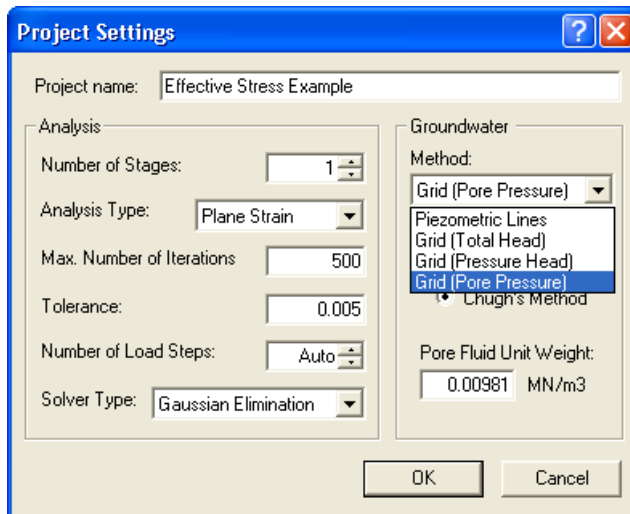 Project Settings
Project name: Effective Stress Example
Analysis
Number of Stages: 1
Analysis Type: Plane Strain
Max. Number of Iterations 500
Tolerance: 0.005
Number of Load Steps: Auto
Solver Type: Gaussian Elimination
Groundwater
Method:
Grid (Pore Pressure)
Piezometric Lines
Grid (Total Head)
Grid (Pressure Head)
Grid (Pore Pressure)
Chugh's Method
Pore Fluid Unit Weight:
0.00981 MN/m3
OK Cancel